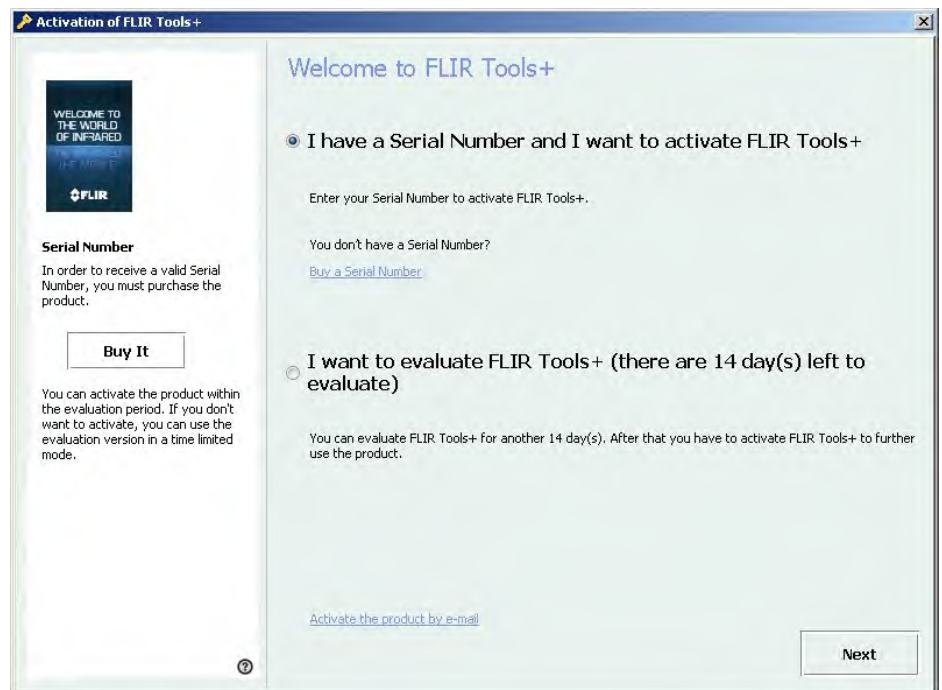 Activation of FLIR Tools+
WELCOME TO
THE WORLD
OF INFRARED
FLIR
Serial Number
In order to receive a valid Serial
Number, you must purchase the
product.
Buy It
You can activate the product within
the evaluation period. If you don't
want to activate, you can use the
evaluation version in a time limited
mode.
Welcome to FLIR Tools+
I have a Serial Number and I want to activate FLIR Tools+
Enter your Serial Number to activate FLIR Tools+.
You don't have a Serial Number?
Buy a Serial Number
I want to evaluate FLIR Tools+ (there are 14 day(s) left to
evaluate)
You can evaluate FLIR Tools+ for another 14 day(s). After that you have to activate FLIR Tools+ to further
use the product.
Activate the product by e-mail
Next